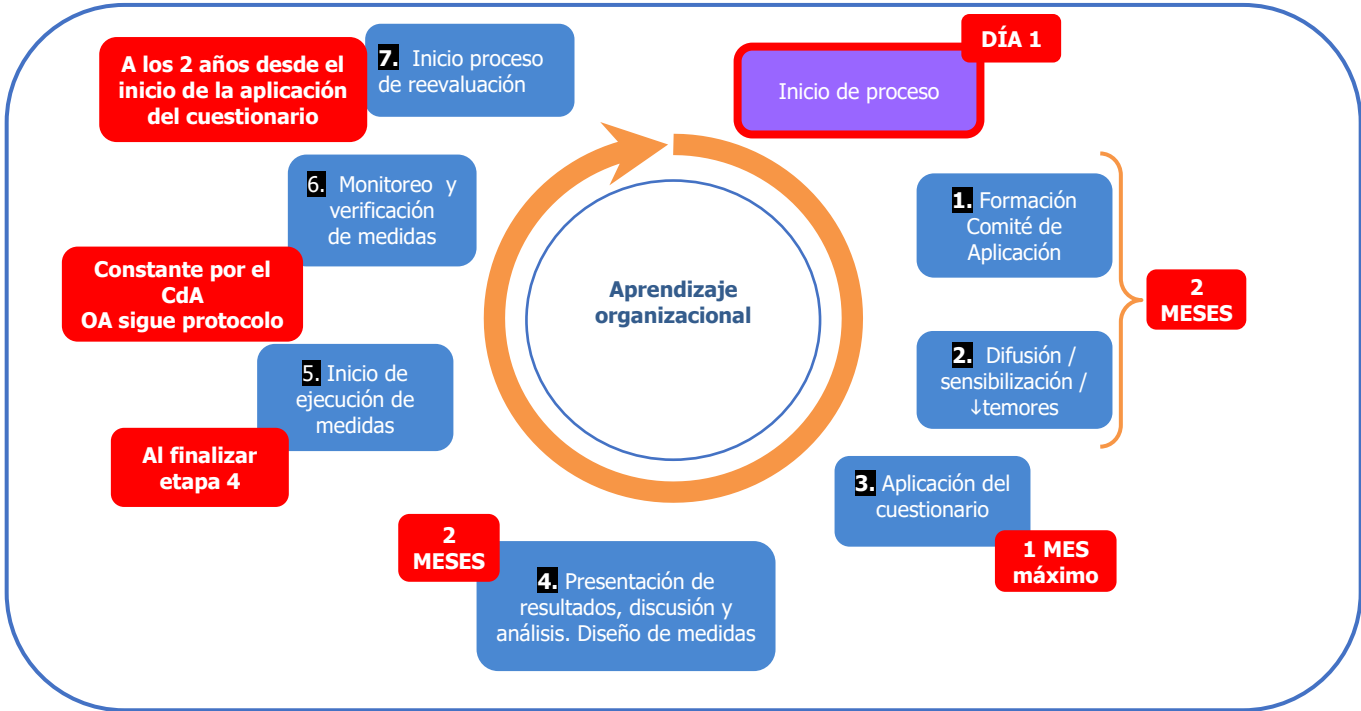 DÍA 1
Inicio de proceso
1. Formación
Comité de
Aplicación
2. Difusión /
sensibilización /
↓temores
2
MESES
3. Aplicación del
cuestionario
1 MES
máximo
4. Presentación de
resultados, discusión y
análisis. Diseño de medidas
2
MESES
5. Inicio de
ejecución de
medidas
Al finalizar
etapa 4
6. Monitoreo y
verificación
de medidas
Constante por el
CdA
OA sigue protocolo
7. Inicio proceso
de reevaluación
A los 2 años desde el
inicio de la aplicación
del cuestionario
Aprendizaje
organizacional